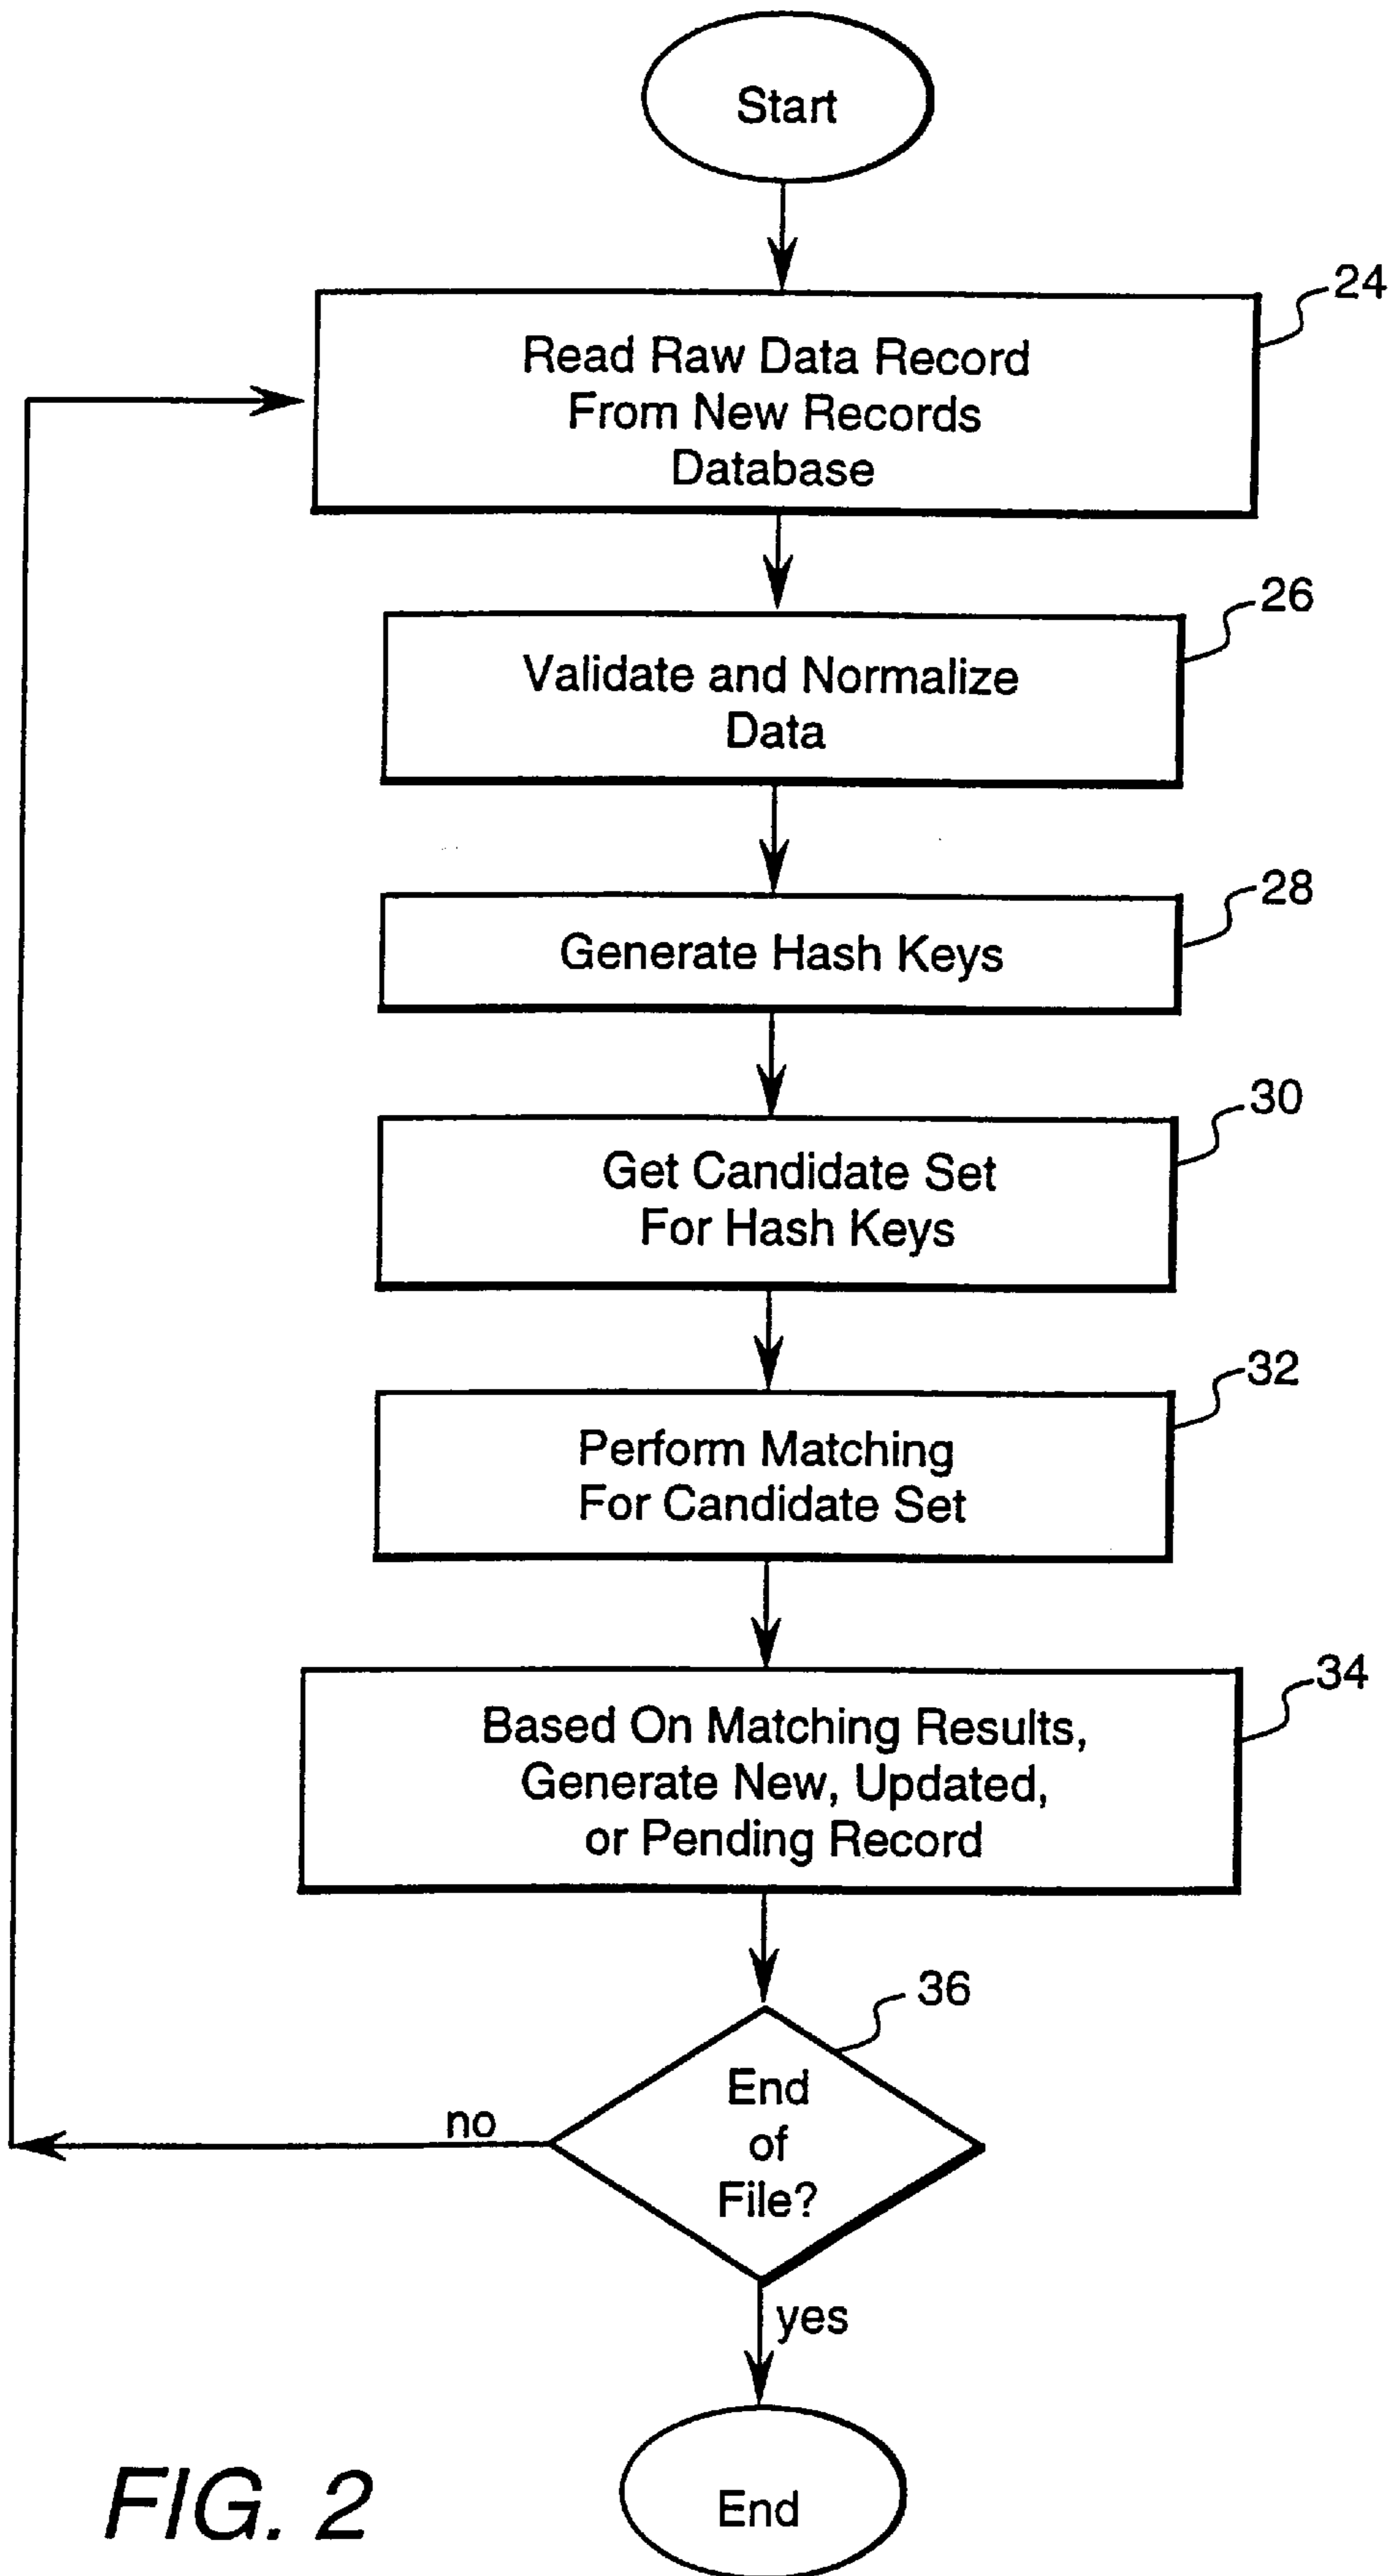 Start
24
Read Raw Data Record
From New Records
Database
26
Validate and Normalize
Data
28
Generate Hash Keys
30
Get Candidate Set
For Hash Keys
32
Perform Matching
For Candidate Set
34
Based On Matching Results,
Generate New, Updated,
or Pending Record
36
End
of
File?
no
yes
End
FIG. 2